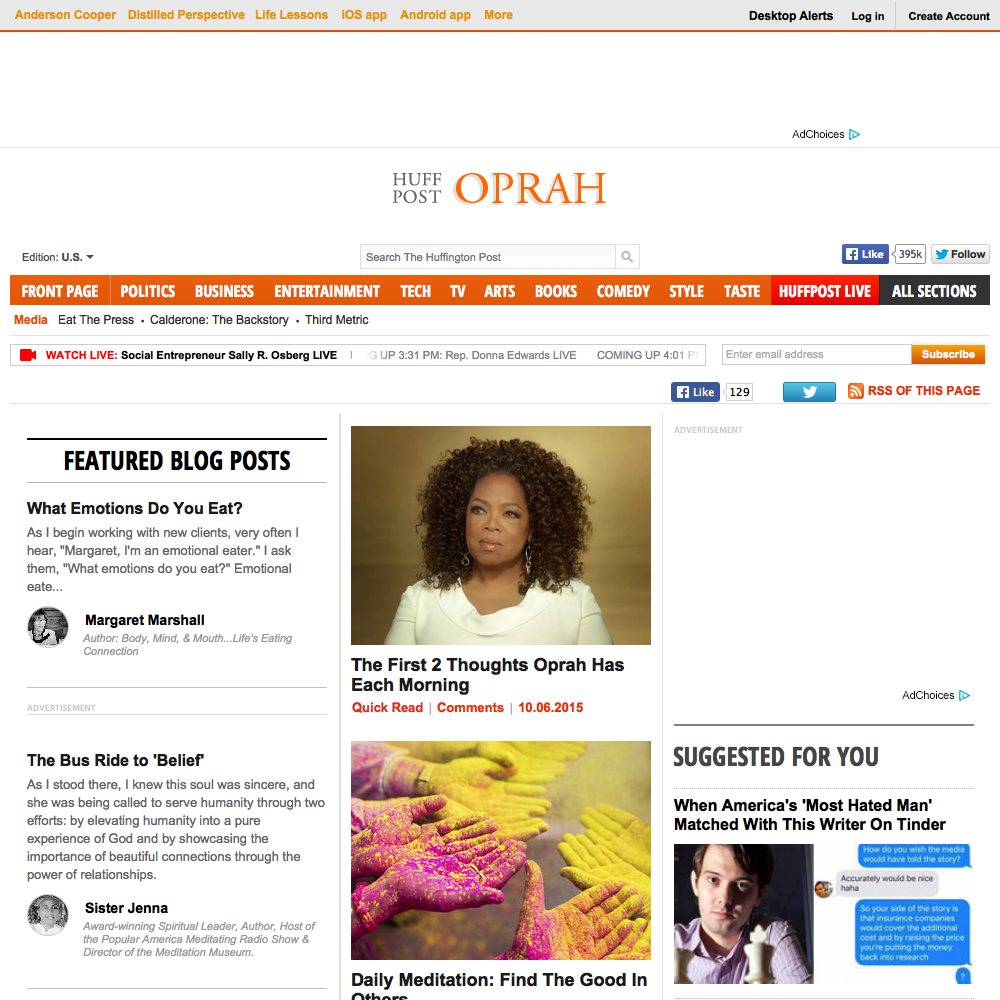 Anderson Cooper Distilled Perspective Life Lessons iOS app Android app More Desktop Alerts Log in Create Account
AdChoices
HUFF
POST
OPRAH
Edition: U.S.
Search The Huffington Post
Like 395k Follow
FRONT PAGE POLITICS BUSINESS ENTERTAINMENT TECH TV ARTS BOOKS COMEDY STYLE TASTE HUFFPOST LIVE ALL SECTIONS
Media Eat The Press • Calderone: The Backstory • Third Metric
WATCH LIVE: Social Entrepreneur Sally R. Osberg LIVE | G UP 3:31 PM: Rep. Donna Edwards LIVE COMING UP 4:01 P
Enter email address Subscribe
Like 129 RSS OF THIS PAGE
FEATURED BLOG POSTS
What Emotions Do You Eat?
As I begin working with new clients, very often I
hear, "Margaret, I'm an emotional eater." I ask
them, "What emotions do you eat?" Emotional
eate...
Margaret Marshall
Author: Body, Mind, & Mouth...Life's Eating
Connection
ADVERTISEMENT
The Bus Ride to 'Belief'
As I stood there, I knew this soul was sincere, and
she was being called to serve humanity through two
efforts: by elevating humanity into a pure
experience of God and by showcasing the
importance of beautiful connections through the
power of relationships.
Sister Jenna
Award-winning Spiritual Leader, Author, Host of
the Popular America Meditating Radio Show &
Director of the Meditation Museum.
The First 2 Thoughts Oprah Has
Each Morning
Quick Read | Comments | 10.06.2015
Daily Meditation: Find The Good In
Others
ADVERTISEMENT
AdChoices
SUGGESTED FOR YOU
When America's 'Most Hated Man'
Matched With This Writer On Tinder
How do you wish the media
would have told the story?
Accurately would be nice
haha
So your side of the story is
that insurance companies
would cover the additional
cost and by raising the price
you're putting the money
back into research
?